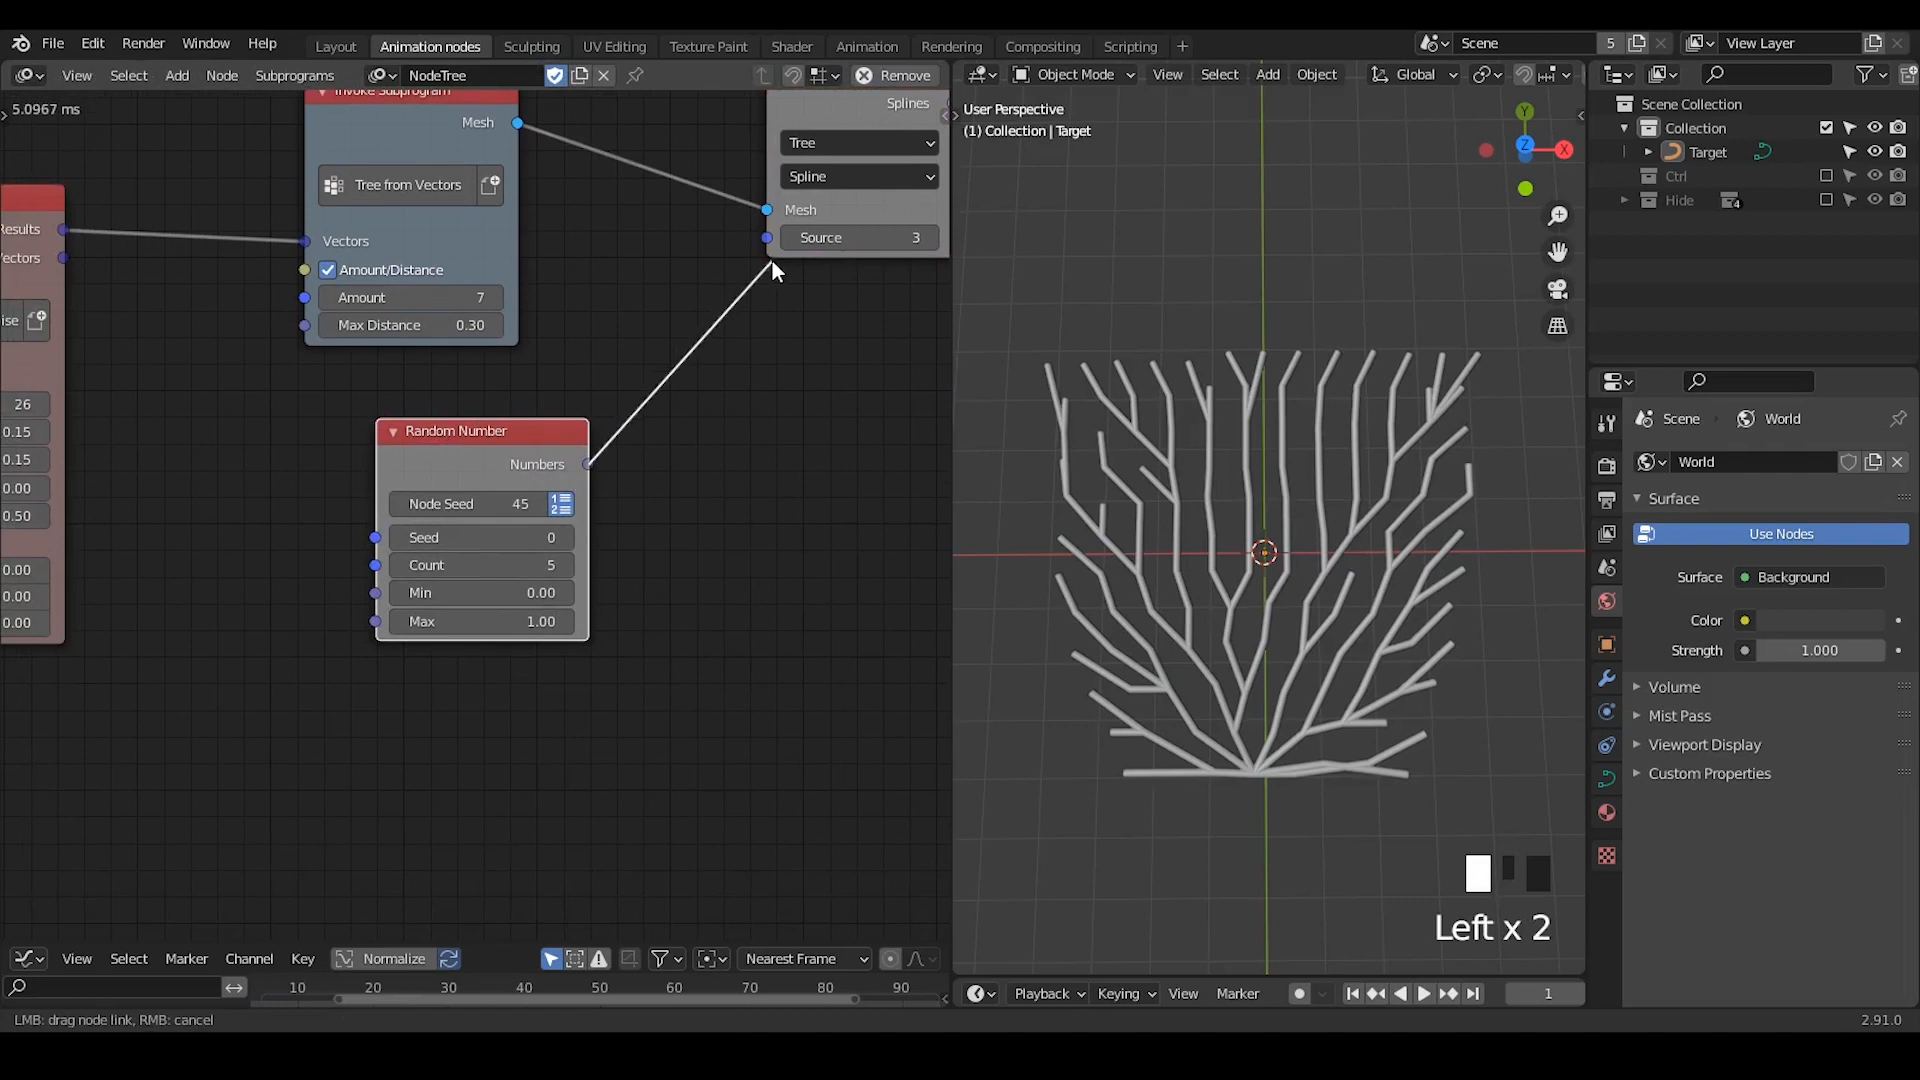 File Edit Render Window Help Layout Animation nodes Sculpting UV Editing Texture Paint Shader Animation Rendering Compositing Scripting Scene 5 View Layer
View Select Add Node Subprograms NodeTree Remove Object Mode View Select Add Object Global
5.0967 ms
Invoke Subprogram
Mesh
Tree from Vectors
Vectors
Amount/Distance
Amount 7
Max Distance 0.30
Splines
Tree
Spline
Mesh
Source 3
Results
Vectors
26
0.15
0.15
0.00
0.50
0.00
0.00
0.00
Random Number
Numbers
Node Seed 45
Seed 0
Count 5
Min 0.00
Max 1.00
User Perspective
(1) Collection | Target
Y
Z
X
Left x 2
Scene Collection
Collection
Target
Ctrl
Hide 4
Scene World
World
Surface
Use Nodes
Surface Background
Color
Strength 1.000
Volume
Mist Pass
Viewport Display
Custom Properties
View Select Marker Channel Key Normalize Nearest Frame
10 20 30 40 50 60 70 80 90
Playback Keying View Marker 1
LMB: drag node link, RMB: cancel 2.91.0